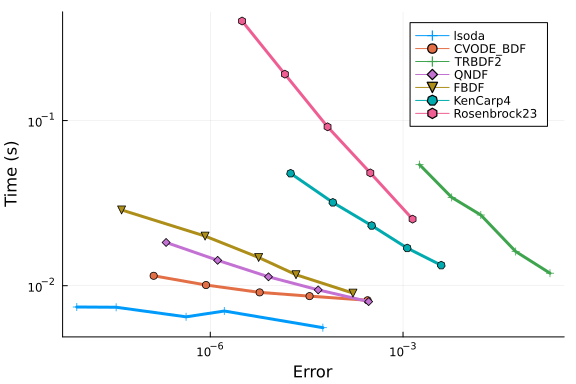 lsoda
CVODE_BDF
TRBDF2
QNDF
FBDF
KenCarp4
Rosenbrock23
Time (s)
10⁻¹
10⁻²
10⁻⁶
10⁻³
Error